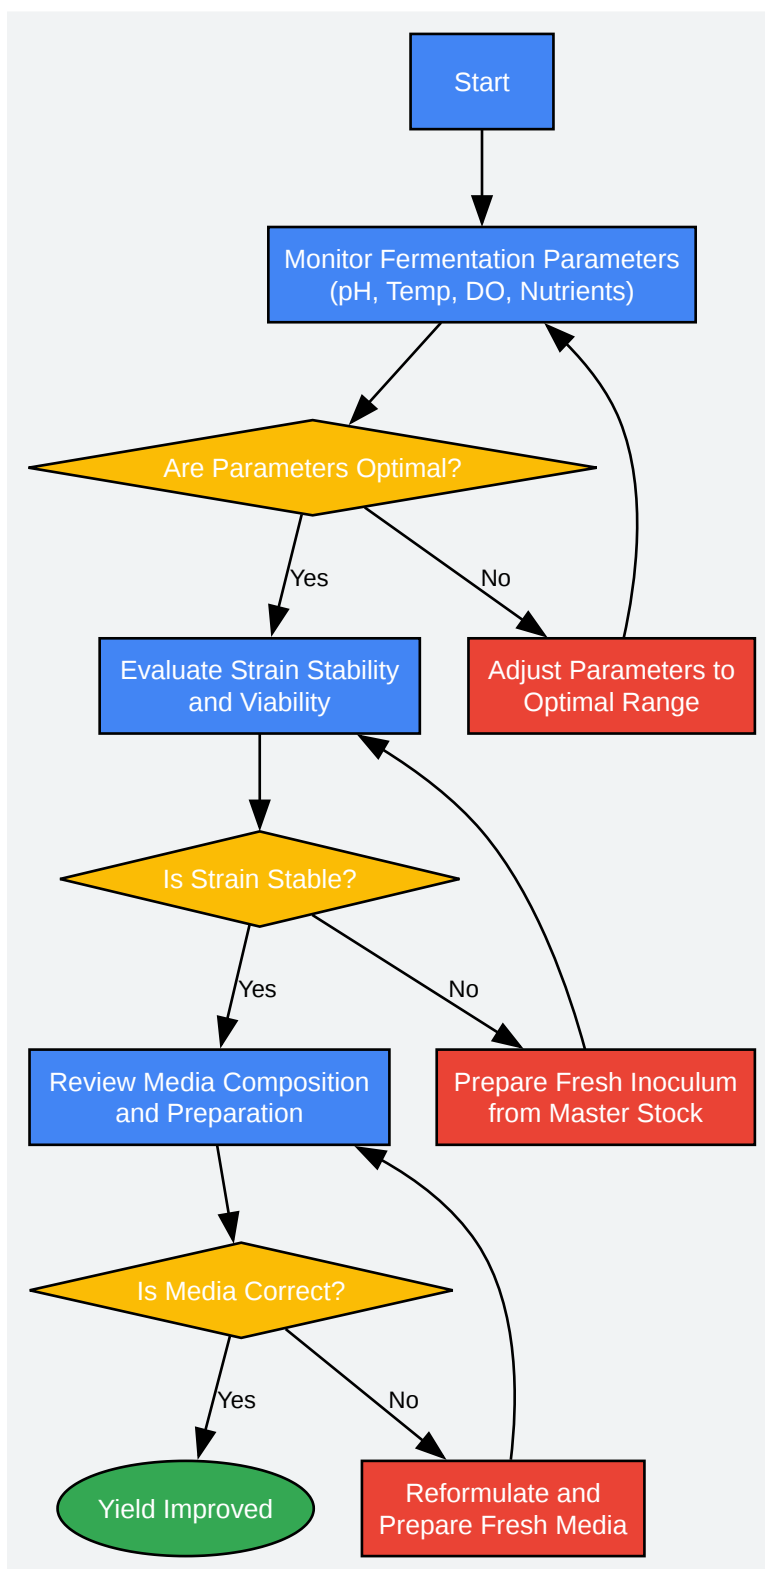 Start
Monitor Fermentation Parameters
(pH, Temp, DO, Nutrients)
Are Parameters Optimal?
Yes
No
Evaluate Strain Stability
and Viability
Adjust Parameters to
Optimal Range
Is Strain Stable?
Yes
No
Review Media Composition
and Preparation
Prepare Fresh Inoculum
from Master Stock
Is Media Correct?
Yes
No
Yield Improved
Reformulate and
Prepare Fresh Media